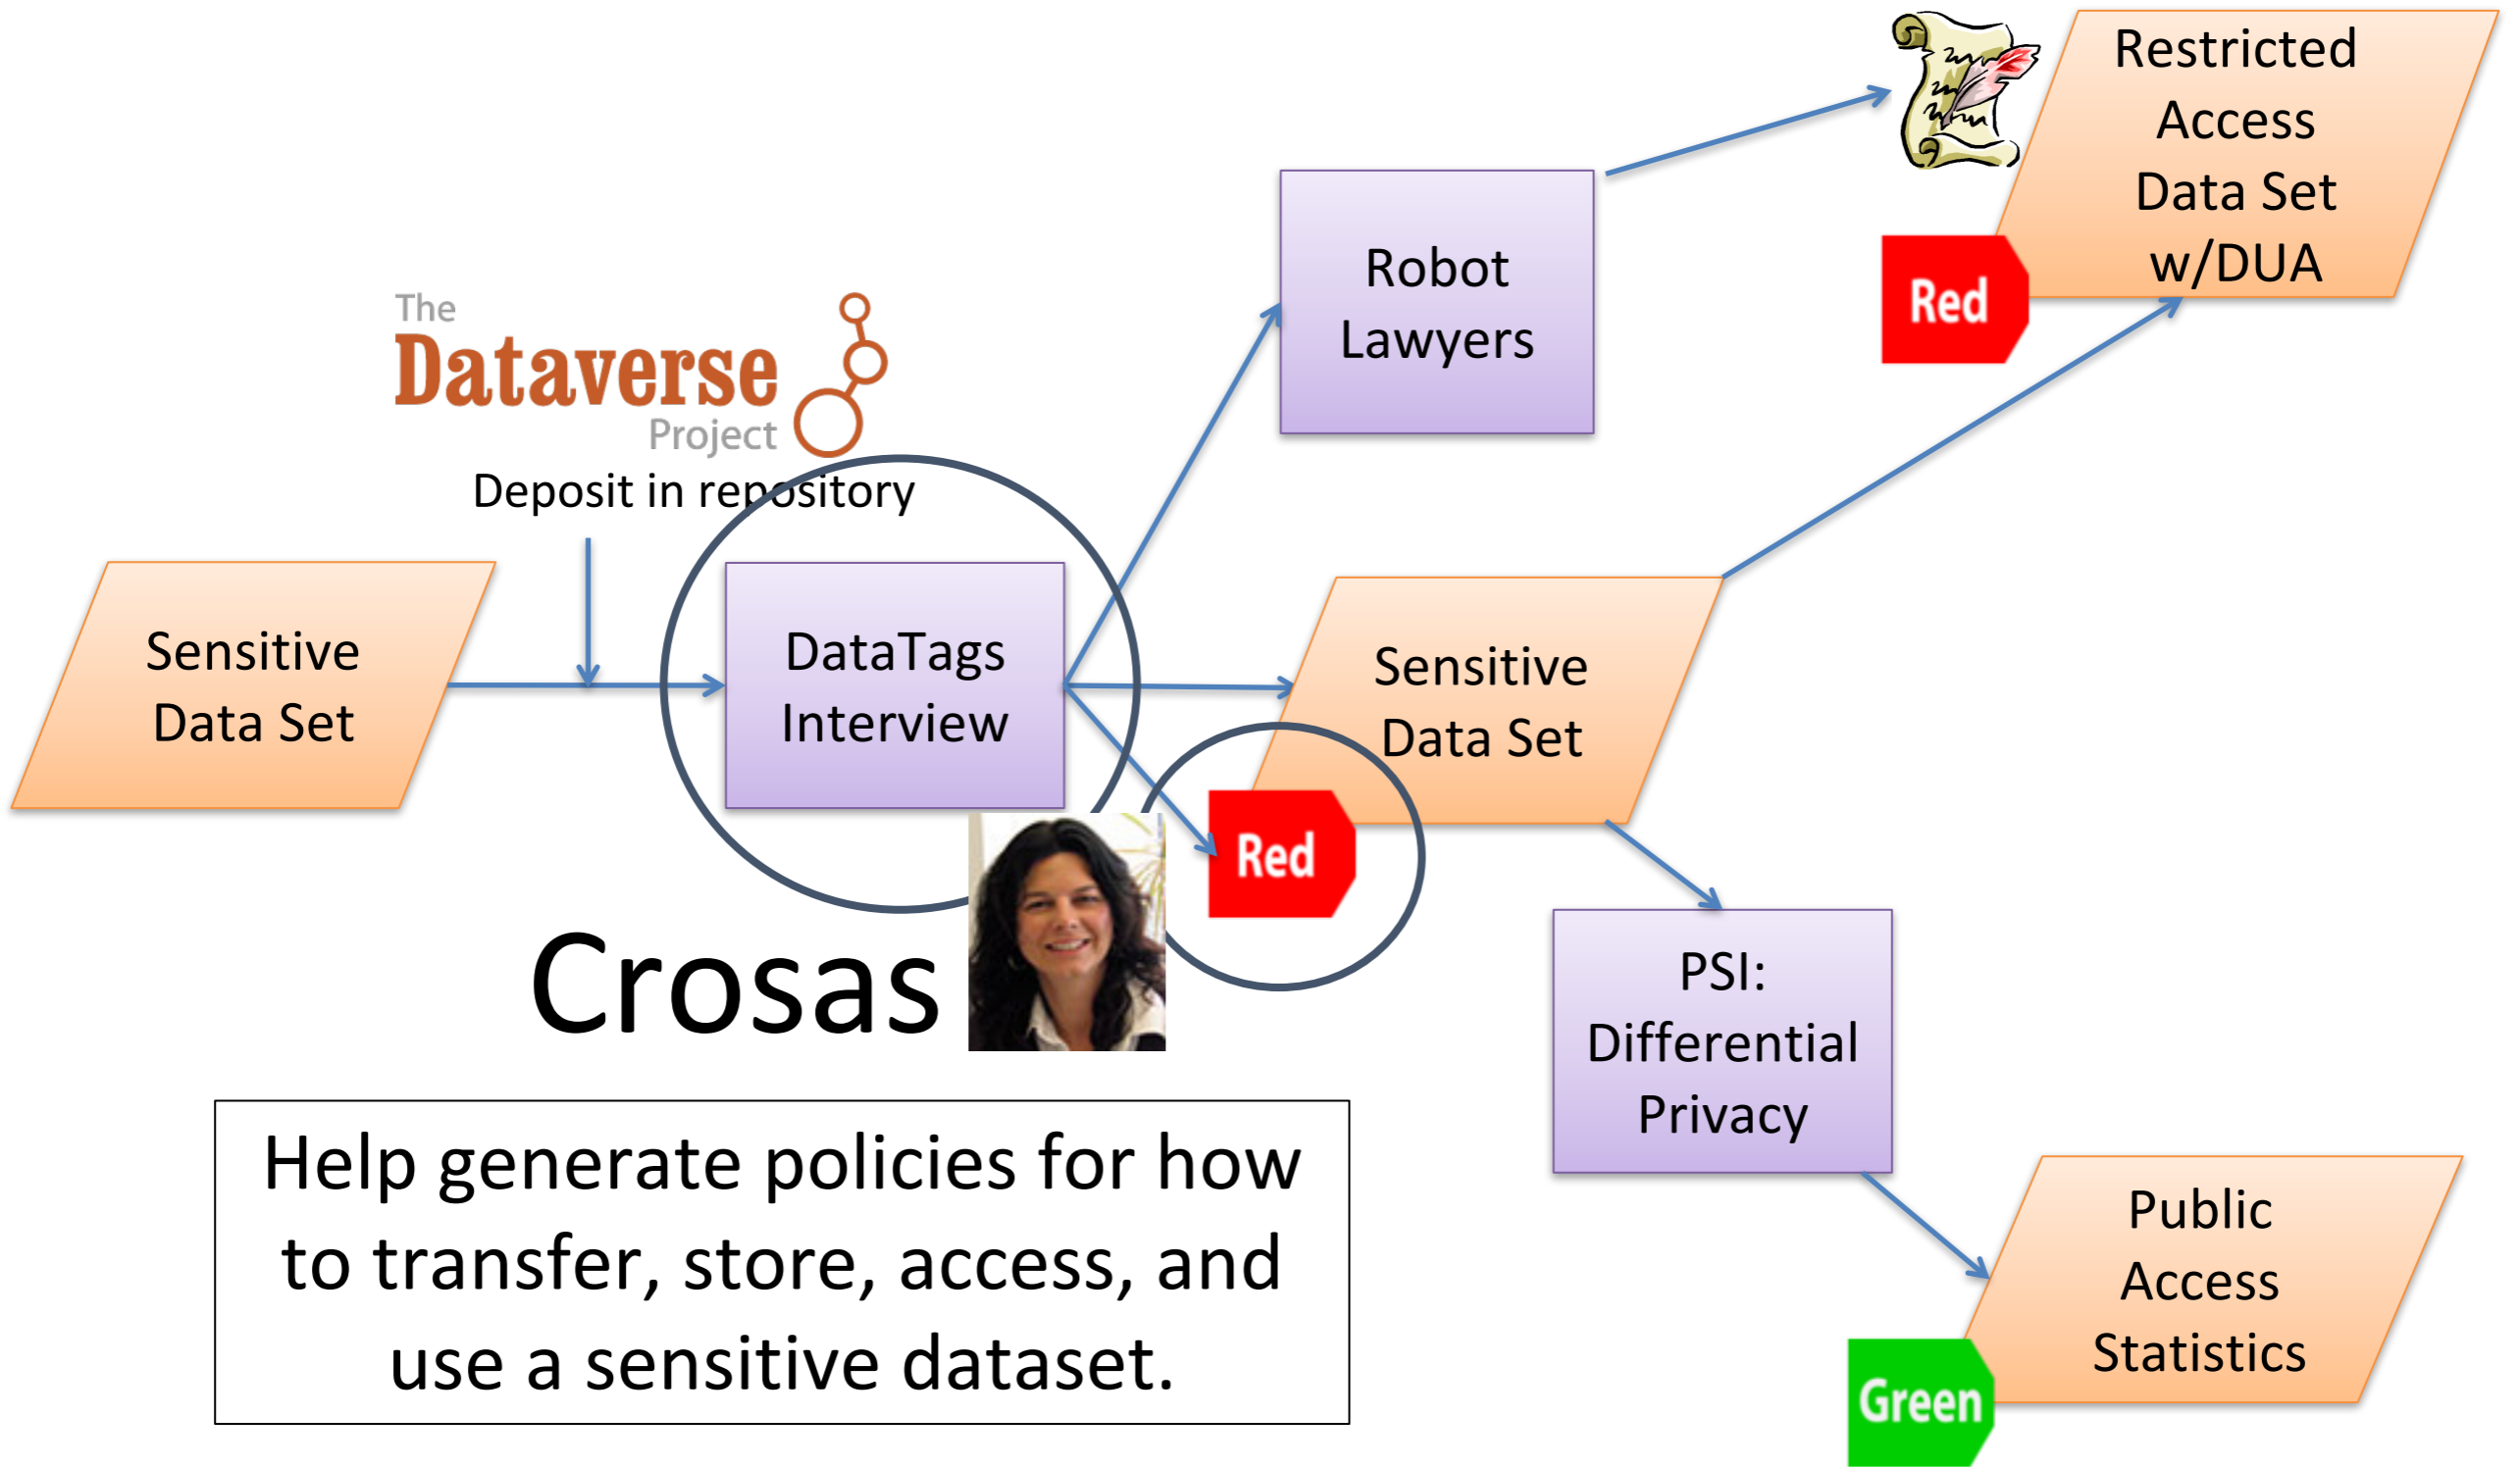 The
Dataverse
Project
Deposit in repository
Sensitive
Data Set
DataTags
Interview
Robot
Lawyers
Restricted
Access
Data Set
w/DUA
Red
Sensitive
Data Set
Red
Crosas
PSI:
Differential
Privacy
Public
Access
Statistics
Green
Help generate policies for how
to transfer, store, access, and
use a sensitive dataset.